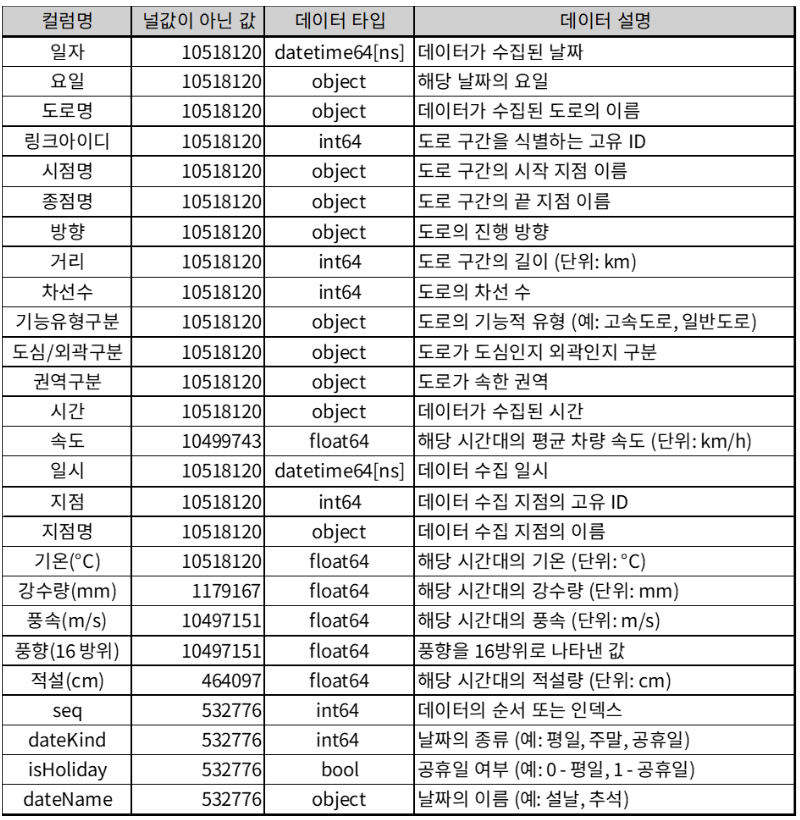 컬럼명 널값이 아닌 값 데이터 타입 데이터 설명
일자 10518120 datetime64[ns] 데이터가 수집된 날짜
요일 10518120 object 해당 날짜의 요일
도로명 10518120 object 데이터가 수집된 도로의 이름
링크아이디 10518120 int64 도로 구간을 식별하는 고유 ID
시점명 10518120 object 도로 구간의 시작 지점 이름
종점명 10518120 object 도로 구간의 끝 지점 이름
방향 10518120 object 도로의 진행 방향
거리 10518120 int64 도로 구간의 길이 (단위: km)
차선수 10518120 int64 도로의 차선 수
기능유형구분 10518120 object 도로의 기능적 유형 (예: 고속도로, 일반도로)
도심/외곽구분 10518120 object 도로가 도심인지 외곽인지 구분
권역구분 10518120 object 도로가 속한 권역
시간 10518120 object 데이터가 수집된 시간
속도 10499743 float64 해당 시간대의 평균 차량 속도 (단위: km/h)
일시 10518120 datetime64[ns] 데이터 수집 일시
지점 10518120 int64 데이터 수집 지점의 고유 ID
지점명 10518120 object 데이터 수집 지점의 이름
기온(°C) 10518120 float64 해당 시간대의 기온 (단위: °C)
강수량(mm) 1179167 float64 해당 시간대의 강수량 (단위: mm)
풍속(m/s) 10497151 float64 해당 시간대의 풍속 (단위: m/s)
풍향(16 방위) 10497151 float64 풍향을 16방위로 나타낸 값
적설(cm) 464097 float64 해당 시간대의 적설량 (단위: cm)
seq 532776 int64 데이터의 순서 또는 인덱스
dateKind 532776 int64 날짜의 종류 (예: 평일, 주말, 공휴일)
isHoliday 532776 bool 공휴일 여부 (예: 0 - 평일, 1 - 공휴일)
dateName 532776 object 날짜의 이름 (예: 설날, 추석)